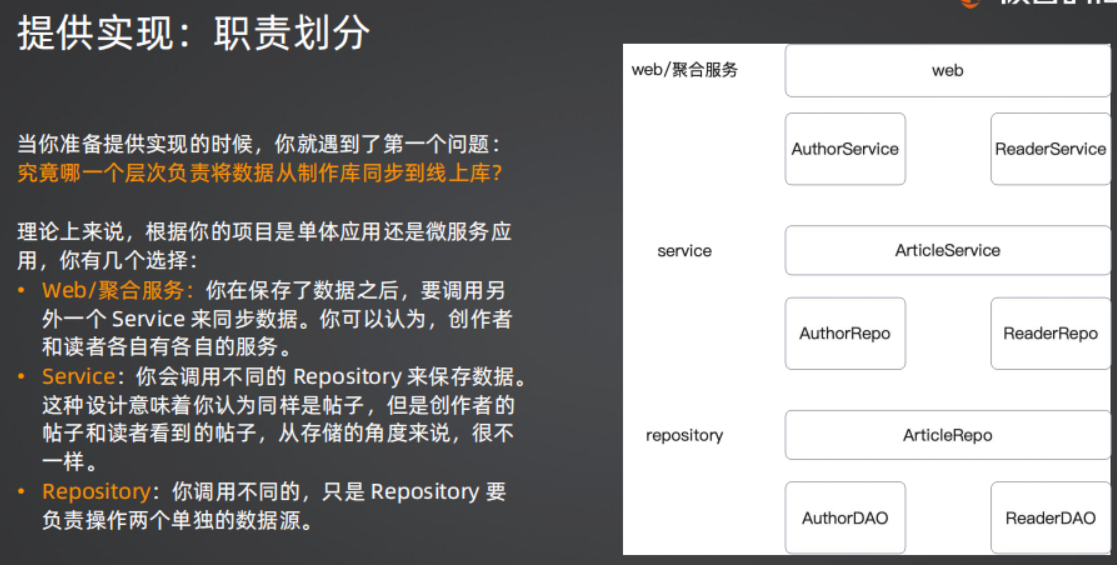 提供实现：职责划分
当你准备提供实现的时候，你就遇到了第一个问题：
究竟哪一个层次负责将数据从制作库同步到线上库?
理论上来说，根据你的项目是单体应用还是微服务应
用，你有几个选择：
• Web/聚合服务：你在保存了数据之后，要调用另
外一个 Service 来同步数据。你可以认为，创作者
和读者各自有各自的服务。
• Service：你会调用不同的 Repository 来保存数据。
这种设计意味着你认为同样是帖子，但是创作者的
帖子和读者看到的帖子，从存储的角度来说，很不
一样。
• Repository：你调用不同的，只是 Repository 要
负责操作两个单独的数据源。
web/聚合服务
web
AuthorService
ReaderService
service
ArticleService
AuthorRepo
ReaderRepo
repository
ArticleRepo
AuthorDAO
ReaderDAO